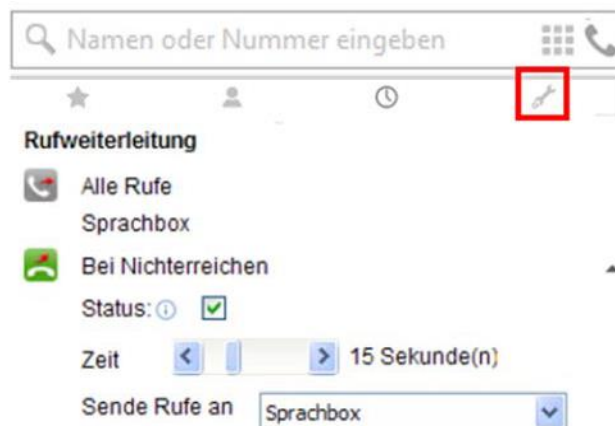 Namen oder Nummer eingeben
Rufweiterleitung
Alle Rufe
Sprachbox
Bei Nichterreichen
Status:
Zeit 15 Sekunde(n)
Sende Rufe an Sprachbox